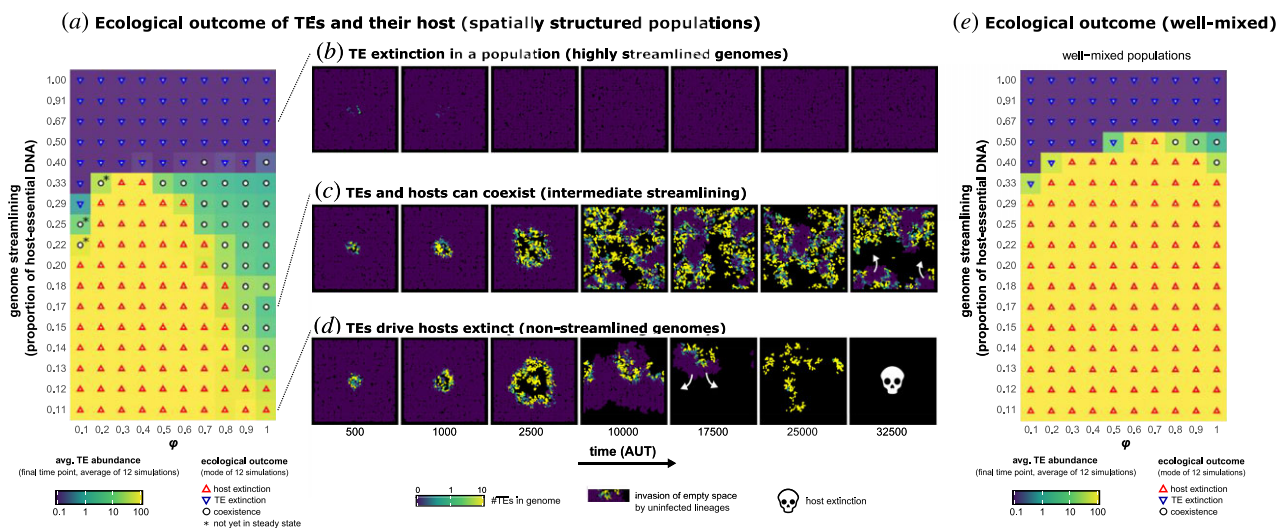 (a) Ecological outcome of TEs and their host (spatially structured populations)
(b) TE extinction in a population (highly streamlined genomes)
(c) TEs and hosts can coexist (intermediate streamlining)
(d) TEs drive hosts extinct (non-streamlined genomes)
genome streamlining
(proportion of host-essential DNA)
1.00
0.91
0.67
0.50
0.40
0.33
*
0.29
0.25
*
0.22
*
0.20
0.18
0.17
0.15
0.14
0.13
0.12
0.11
0.1 0.2 0.3 0.4 0.5 0.6 0.7 0.8 0.9 1
φ
avg. TE abundance
(final time point, average of 12 simulations)
0.1 1 10 100
ecological outcome
(mode of 12 simulations)
host extinction
TE extinction
coexistence
* not yet in steady state
500 1000 2500 10000 17500 25000 32500
time (AUT)
0 1 10
#TEs in genome
invasion of empty space
by uninfected lineages
host extinction
(e) Ecological outcome (well-mixed)
well-mixed populations
genome streamlining
(proportion of host-essential DNA)
1.00
0.91
0.67
0.50
0.40
0.33
0.29
0.25
0.22
0.20
0.18
0.17
0.15
0.14
0.13
0.12
0.11
0.1 0.2 0.3 0.4 0.5 0.6 0.7 0.8 0.9 1
φ
avg. TE abundance
(final time point, average of 12 simulations)
0.1 1 10 100
ecological outcome
(mode of 12 simulations)
host extinction
TE extinction
coexistence